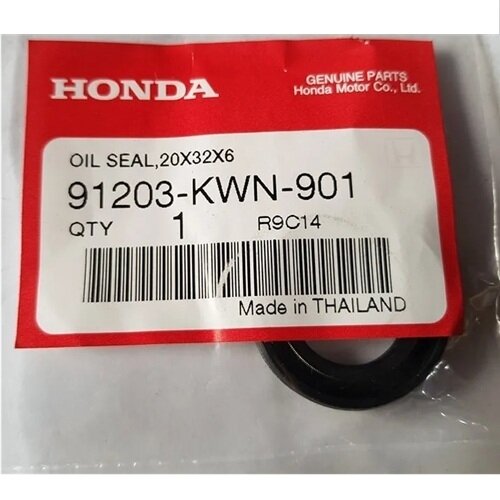 HONDA
GENUINE PARTS
Honda Motor Co., Ltd.
OIL SEAL,20X32X6
91203-KWN-901
QTY 1 R9C14
Made in THAILAND